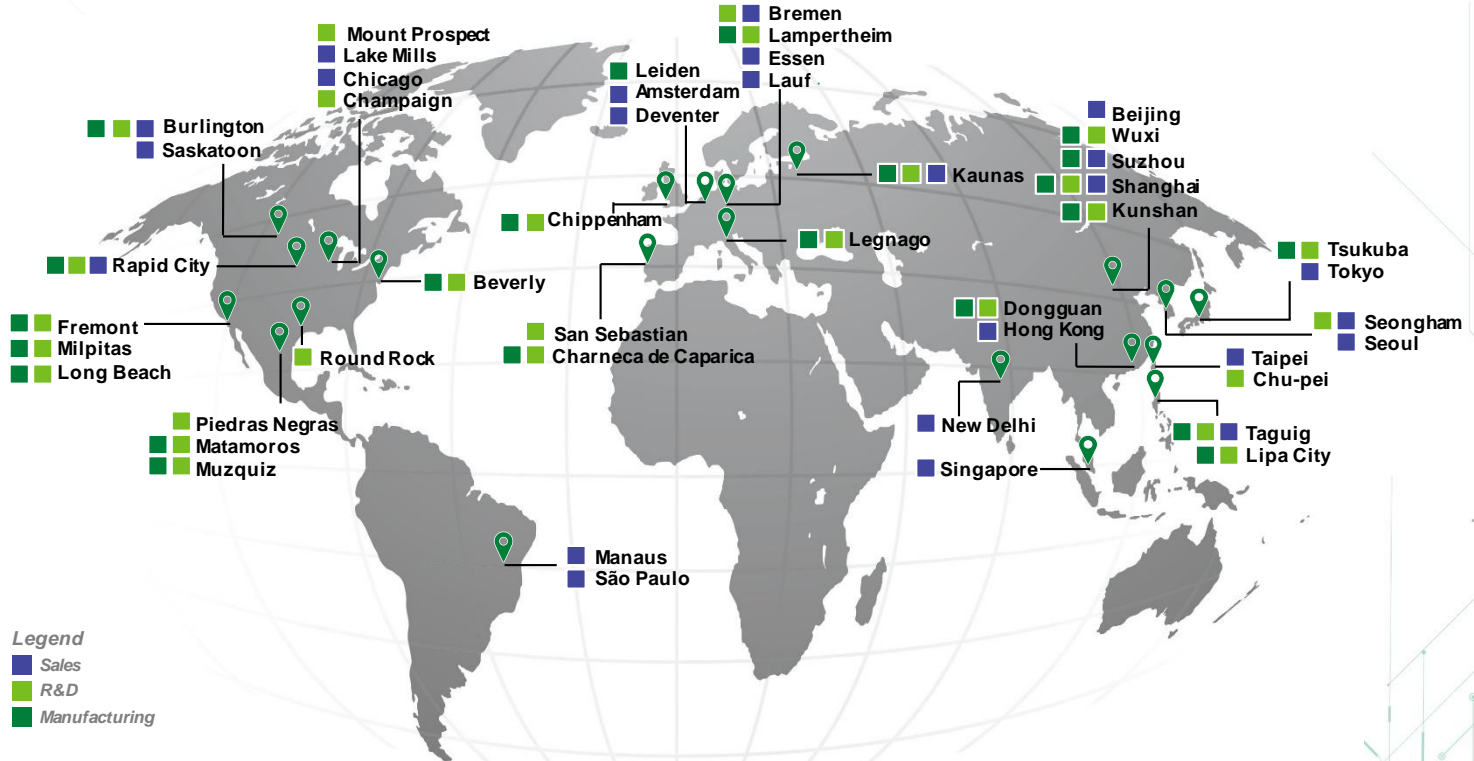 Mount Prospect
Lake Mills
Chicago
Champaign
Bremen
Lampertheim
Essen
Lauf
Leiden
Amsterdam
Deventer
Burlington
Saskatoon
Beijing
Wuxi
Suzhou
Shanghai
Kunshan
Kaunas
Chippenham
Legnago
Rapid City
Beverly
Tsukuba
Tokyo
Fremont
Milpitas
Long Beach
Round Rock
San Sebastian
Charneca de Caparica
Dongguan
Hong Kong
Seongham
Seoul
Taipei
Chu-pei
Piedras Negras
Matamoros
Muzquiz
New Delhi
Taguig
Lipa City
Singapore
Manaus
São Paulo
Legend
Sales
R&D
Manufacturing